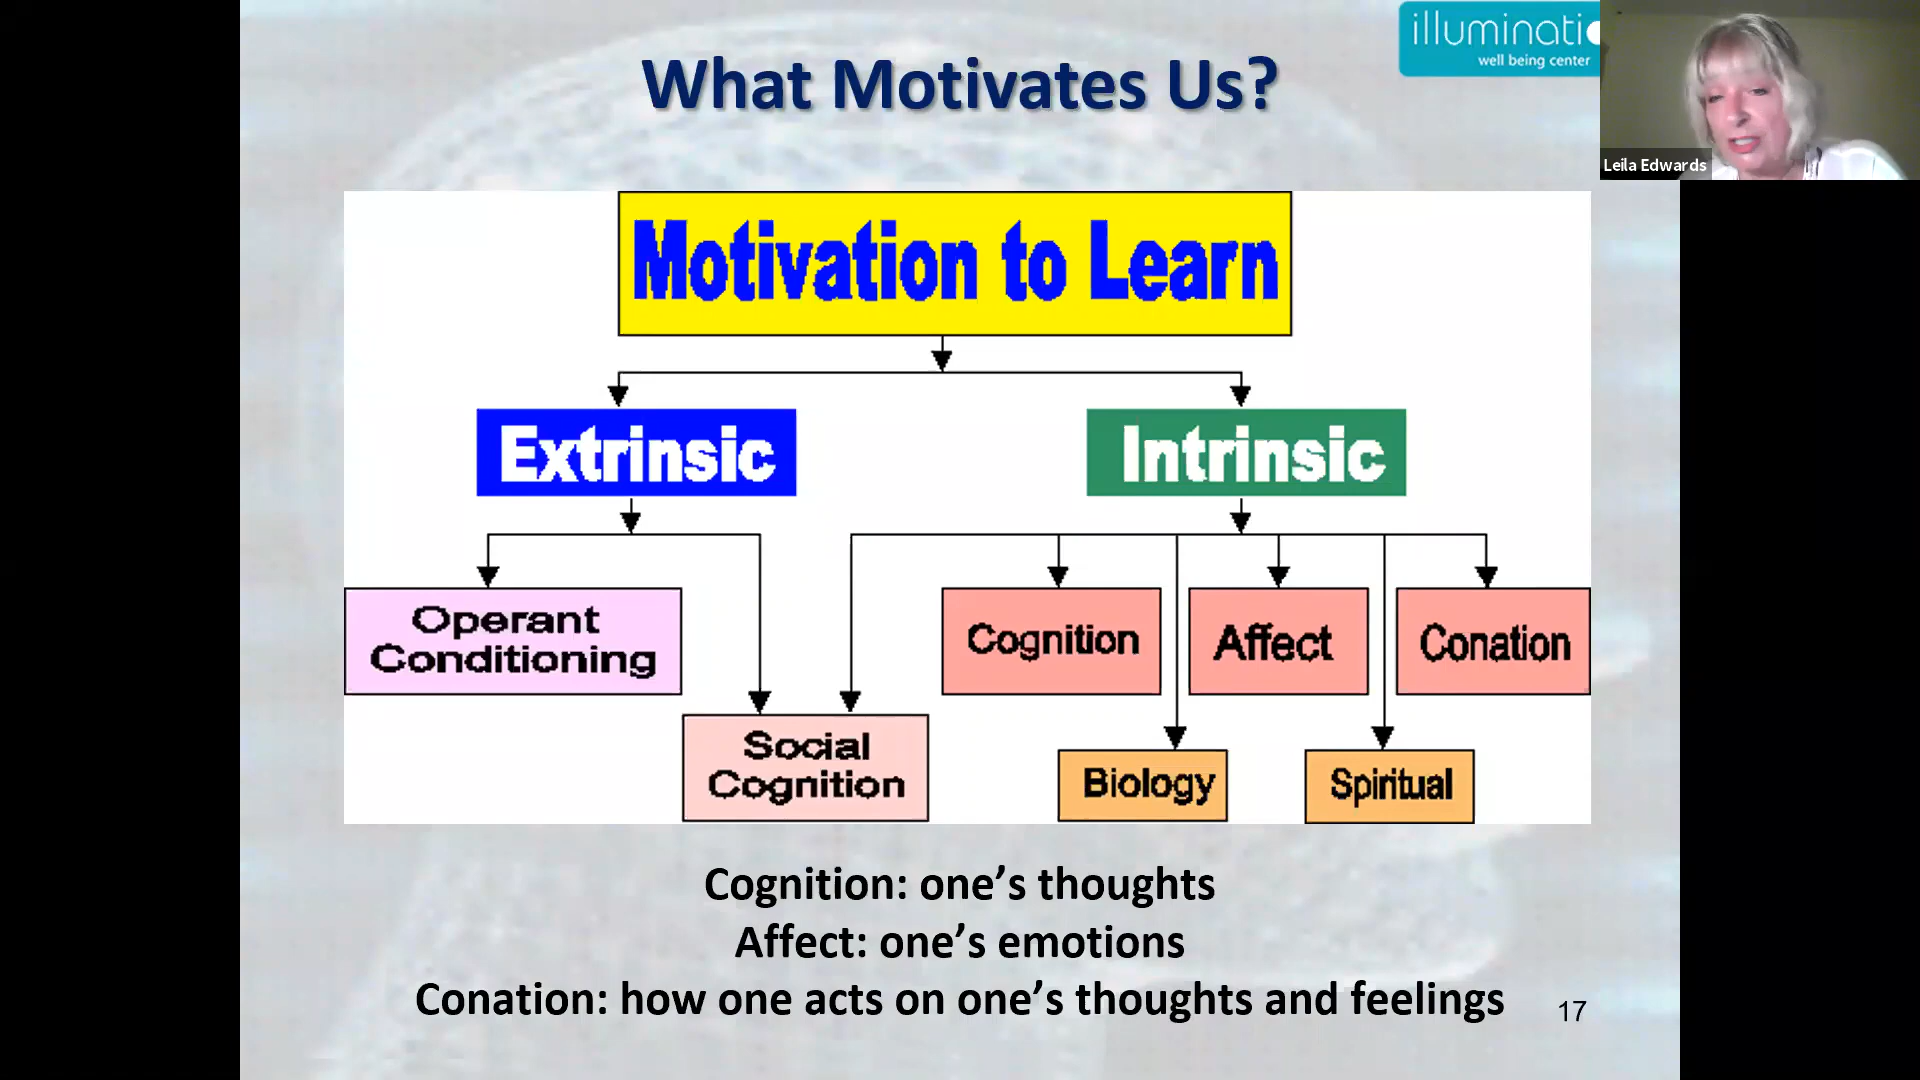 What Motivates Us?
illuminati
well being center
Leila Edwards
Motivation to Learn
Extrinsic
Intrinsic
Operant
Conditioning
Cognition
Affect
Conation
Social
Cognition
Biology
Spiritual
Cognition: one’s thoughts
Affect: one’s emotions
Conation: how one acts on one’s thoughts and feelings
17